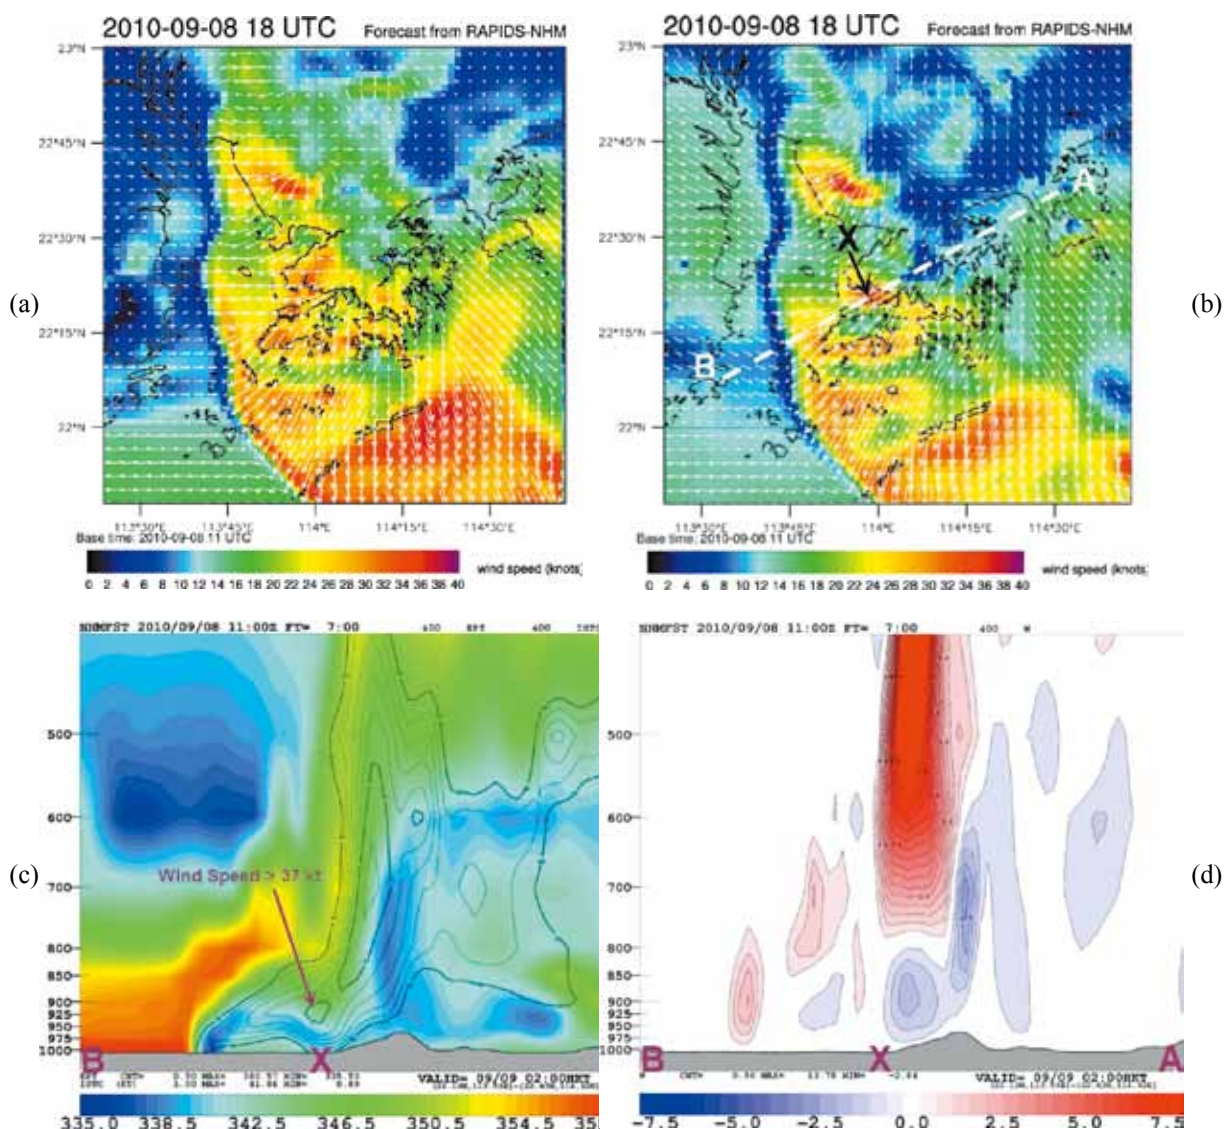 2010-09-08 18 UTC Forecast from RAPIDS-NHM
23°N
22°45'N
22°30'N
22°15'N
22°N
113°30'E 113°45'E 114°E 114°15'E 114°30'E
Base time: 2010-09-08 11 UTC
0 2 4 6 8 10 12 14 16 18 20 22 24 26 28 30 32 34 36 38 40
wind speed (knots)
(a)
2010-09-08 18 UTC Forecast from RAPIDS-NHM
23°N
22°45'N
22°30'N
22°15'N
22°N
A
X
B
113°30'E 113°45'E 114°E 114°15'E 114°30'E
Base time: 2010-09-08 11 UTC
0 2 4 6 8 10 12 14 16 18 20 22 24 26 28 30 32 34 36 38 40
wind speed (knots)
(b)
NHMFST 2010/09/08 11:00Z FT= 7:00 400 EPT 400
500
600
700
800
850
900
925
950
975
1000
Wind Speed > 37 kt
B X
VALID= 09/09 02:00HKT
335.0 338.5 342.5 346.5 350.5 354.5
(c)
NHMFST 2010/09/08 11:00Z FT= 7:00 400 W
500
600
700
800
850
900
925
950
975
1000
B X A
VALID= 09/09 02:00HKT
-7.5 -5.0 -2.5 0.0 2.5 5.0 7.5
(d)